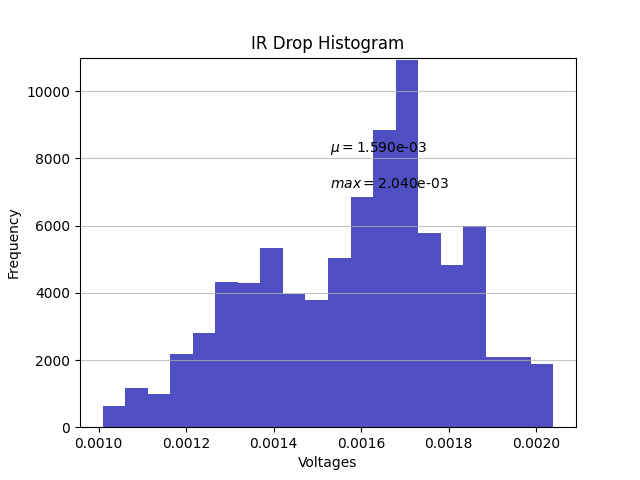 IR Drop Histogram
10000
8000
6000
4000
2000
0
Frequency
μ = 1.590e-03
max = 2.040e-03
0.0010 0.0012 0.0014 0.0016 0.0018 0.0020
Voltages